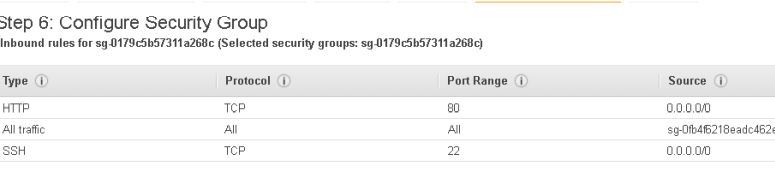 Step 6: Configure Security Group
Inbound rules for sg-0179c5b57311a268c (Selected security groups: sg-0179c5b57311a268c)
Type Protocol Port Range Source
HTTP TCP 80 0.0.0.0/0
All traffic All All sg-0fb4f6218eadc462e
SSH TCP 22 0.0.0.0/0